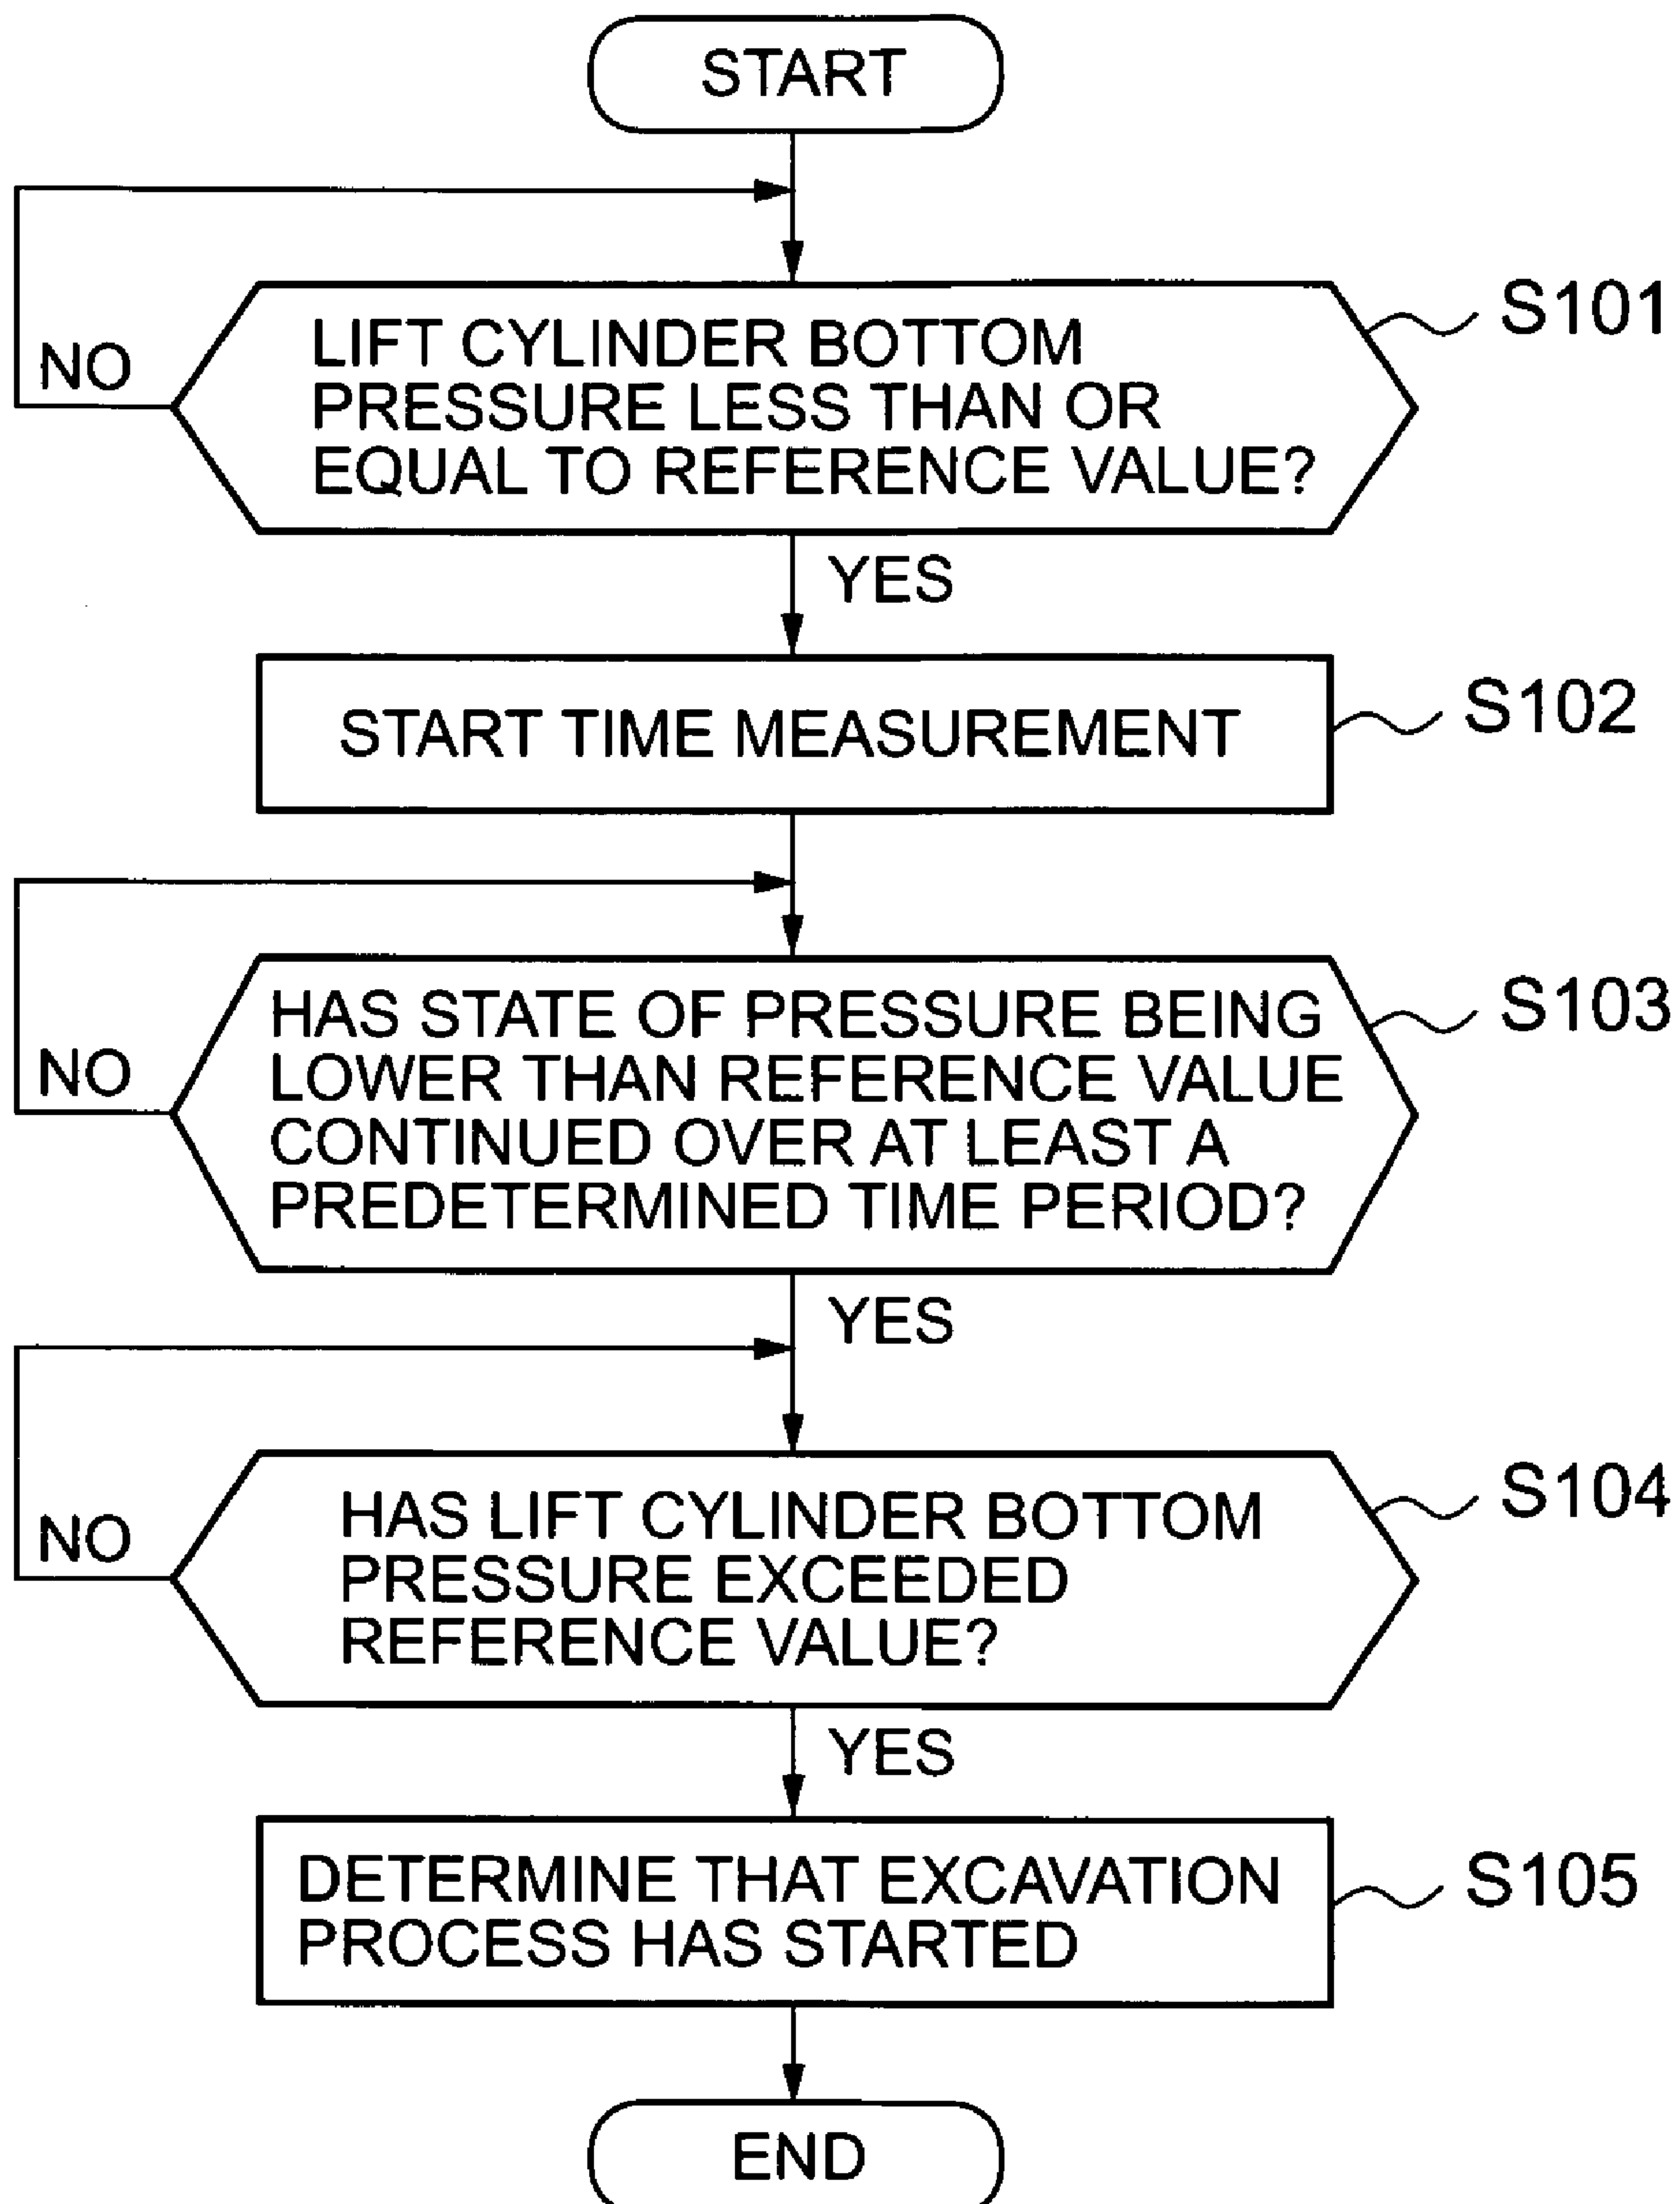 START
NO
LIFT CYLINDER BOTTOM
PRESSURE LESS THAN OR
EQUAL TO REFERENCE VALUE?
S101
YES
START TIME MEASUREMENT
S102
NO
HAS STATE OF PRESSURE BEING
LOWER THAN REFERENCE VALUE
CONTINUED OVER AT LEAST A
PREDETERMINED TIME PERIOD?
S103
YES
NO
HAS LIFT CYLINDER BOTTOM
PRESSURE EXCEEDED
REFERENCE VALUE?
S104
YES
DETERMINE THAT EXCAVATION
PROCESS HAS STARTED
S105
END